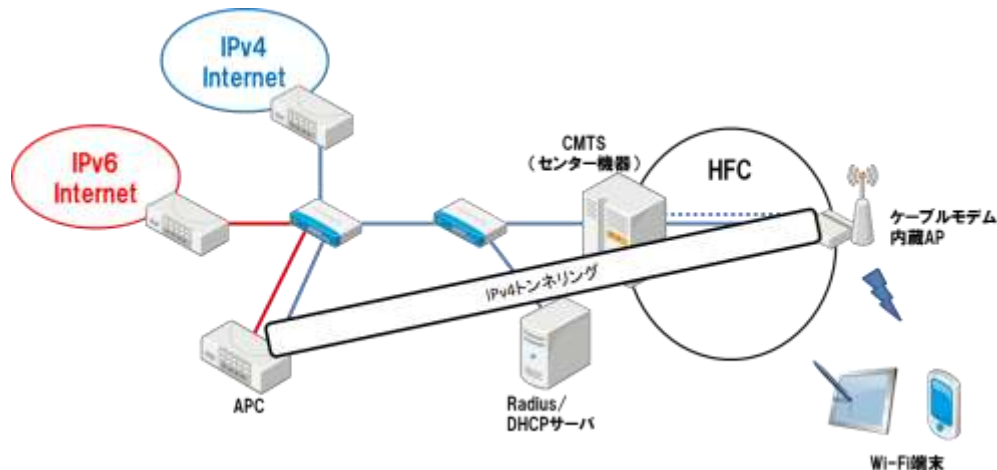 IPv4
Internet
IPv6
Internet
CMTS
(センター機器)
HFC
ケーブルモデム
内蔵AP
IPv4トンネリング
APC
Radius/
DHCPサーバ
Wi-Fi端末